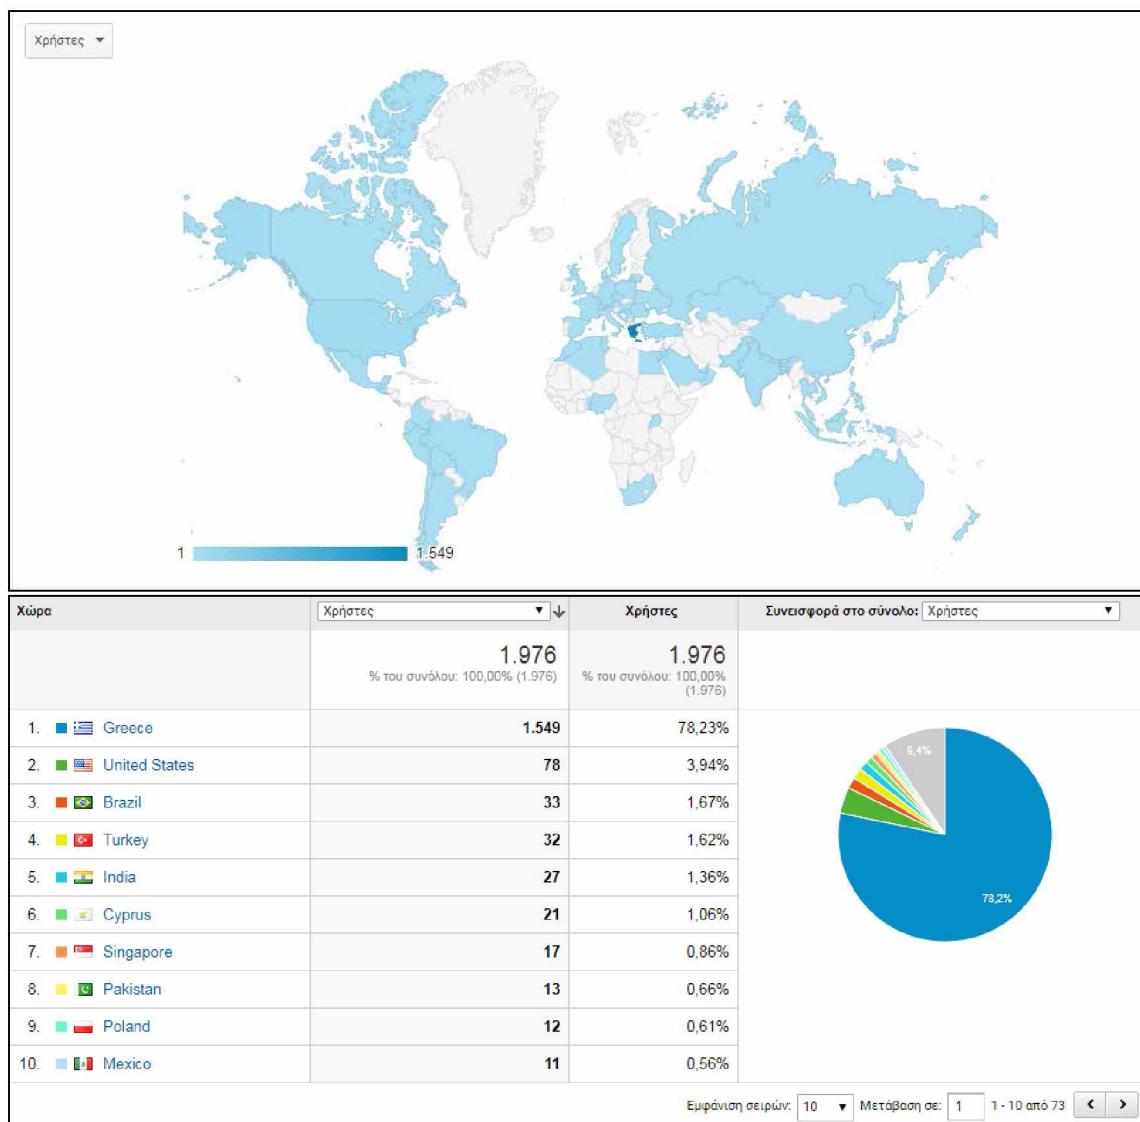 Χρήστες
1 1.549
Χώρα Χρήστες Χρήστες Συνεισφορά στο σύνολο: Χρήστες
1.976 1.976
% του συνόλου: 100,00% (1.976) % του συνόλου: 100,00%
(1.976)
1. Greece 1.549 78,23%
2. United States 78 3,94%
3. Brazil 33 1,67%
4. Turkey 32 1,62%
5. India 27 1,36%
6. Cyprus 21 1,06%
7. Singapore 17 0,86%
8. Pakistan 13 0,66%
9. Poland 12 0,61%
10. Mexico 11 0,56%
9,4%
78,2%
Εμφάνιση σειρών: 10 Μετάβαση σε: 1 1 - 10 από 73